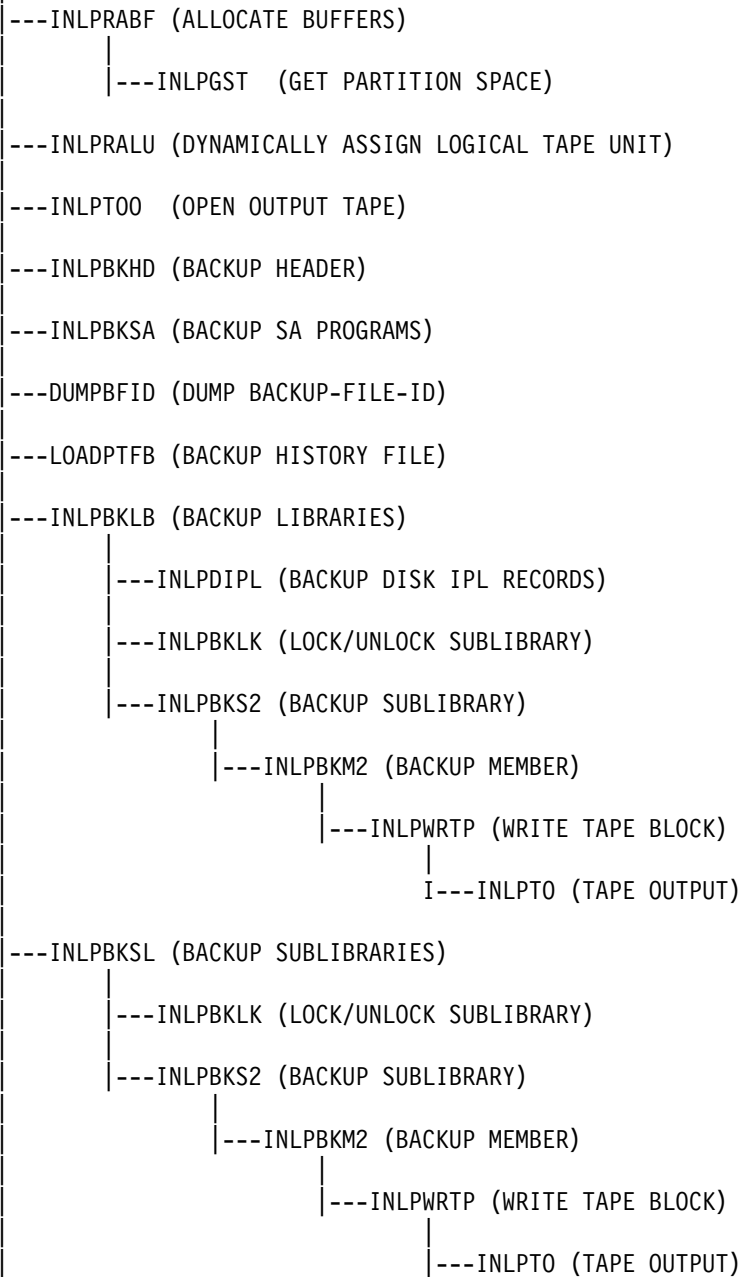 |---INLPRABF (ALLOCATE BUFFERS)
|---INLPGST  (GET PARTITION SPACE)
|---INLPRALU (DYNAMICALLY ASSIGN LOGICAL TAPE UNIT)
|---INLPTOO  (OPEN OUTPUT TAPE)
|---INLPBKHD (BACKUP HEADER)
|---INLPBKSA (BACKUP SA PROGRAMS)
|---DUMPBFID (DUMP BACKUP-FILE-ID)
|---LOADPTFB (BACKUP HISTORY FILE)
|---INLPBKLB (BACKUP LIBRARIES)
|---INLPDIPL (BACKUP DISK IPL RECORDS)
|---INLPBKLK (LOCK/UNLOCK SUBLIBRARY)
|---INLPBKS2 (BACKUP SUBLIBRARY)
|---INLPBKM2 (BACKUP MEMBER)
|---INLPWRTP (WRITE TAPE BLOCK)
I---INLPTO (TAPE OUTPUT)
|---INLPBKSL (BACKUP SUBLIBRARIES)
|---INLPBKLK (LOCK/UNLOCK SUBLIBRARY)
|---INLPBKS2 (BACKUP SUBLIBRARY)
|---INLPBKM2 (BACKUP MEMBER)
|---INLPWRTP (WRITE TAPE BLOCK)
|---INLPTO (TAPE OUTPUT)